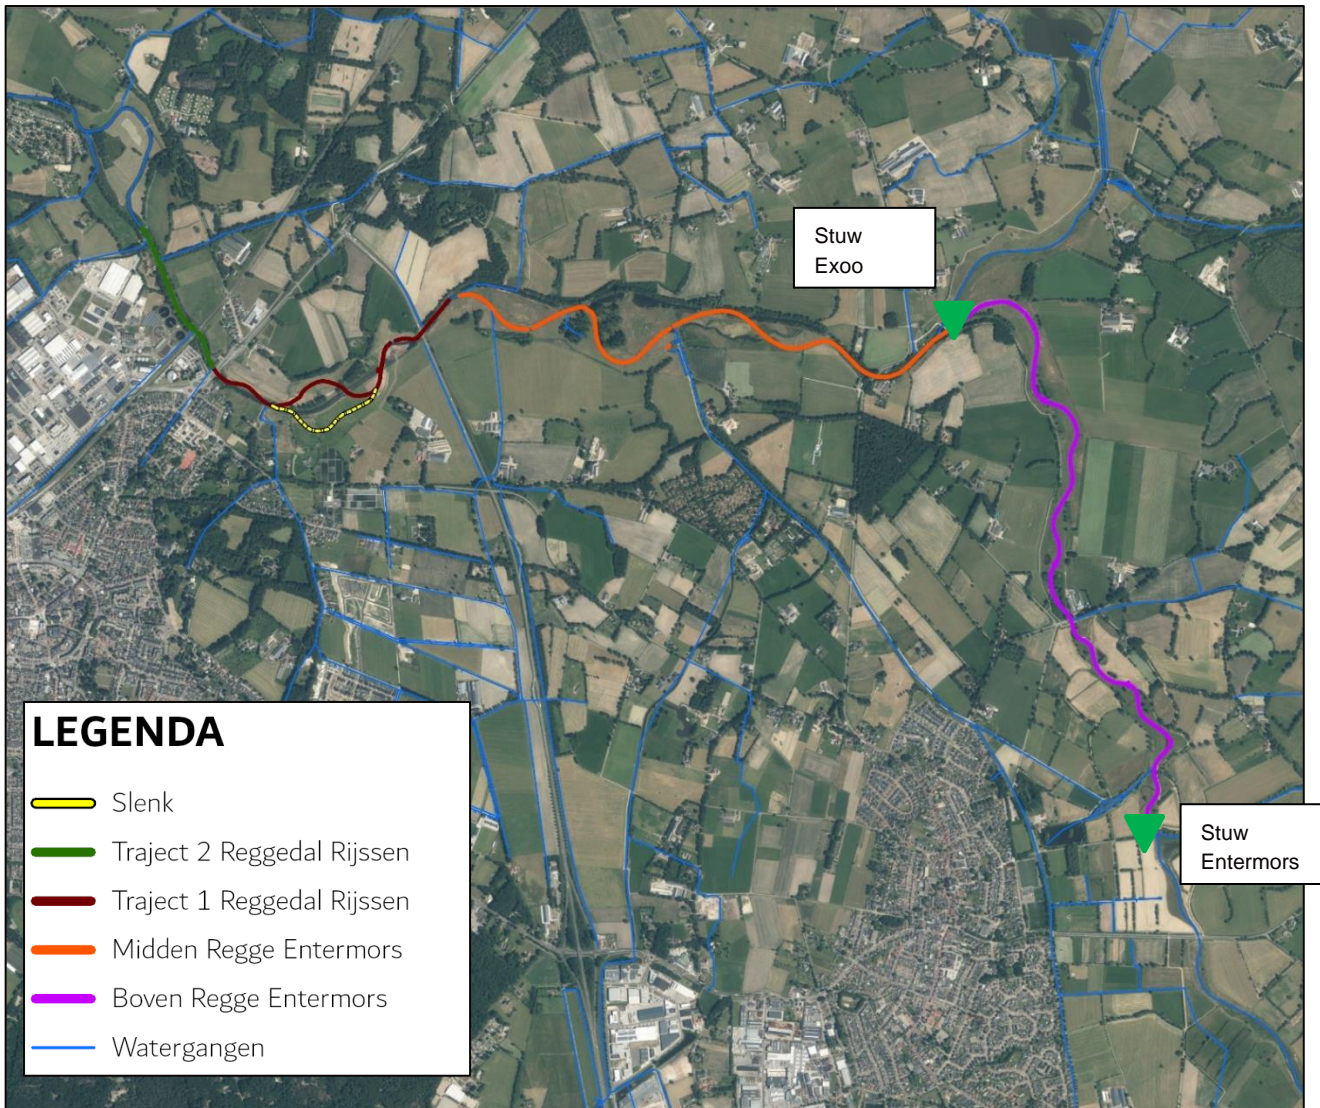 Stuw
Exoo
Stuw
Entermors
LEGENDA
Slenk
Traject 2 Reggedal Rijssen
Traject 1 Reggedal Rijssen
Midden Regge Entermors
Boven Regge Entermors
Watergangen